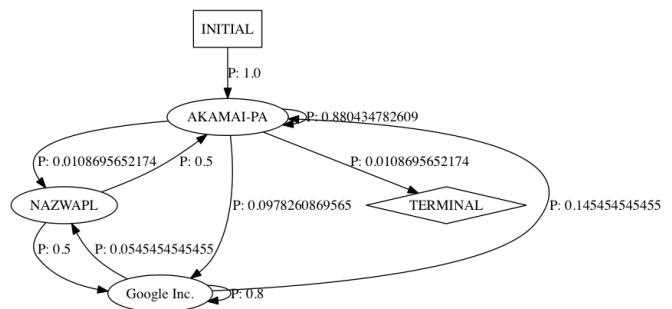 INITIAL
P: 1.0
AKAMAI-PA
P: 0.880434782609
P: 0.0108695652174
P: 0.5
P: 0.0108695652174
NAZWAPL
P: 0.0978260869565
TERMINAL
P: 0.145454545455
P: 0.5
P: 0.0545454545455
Google Inc.
P: 0.8